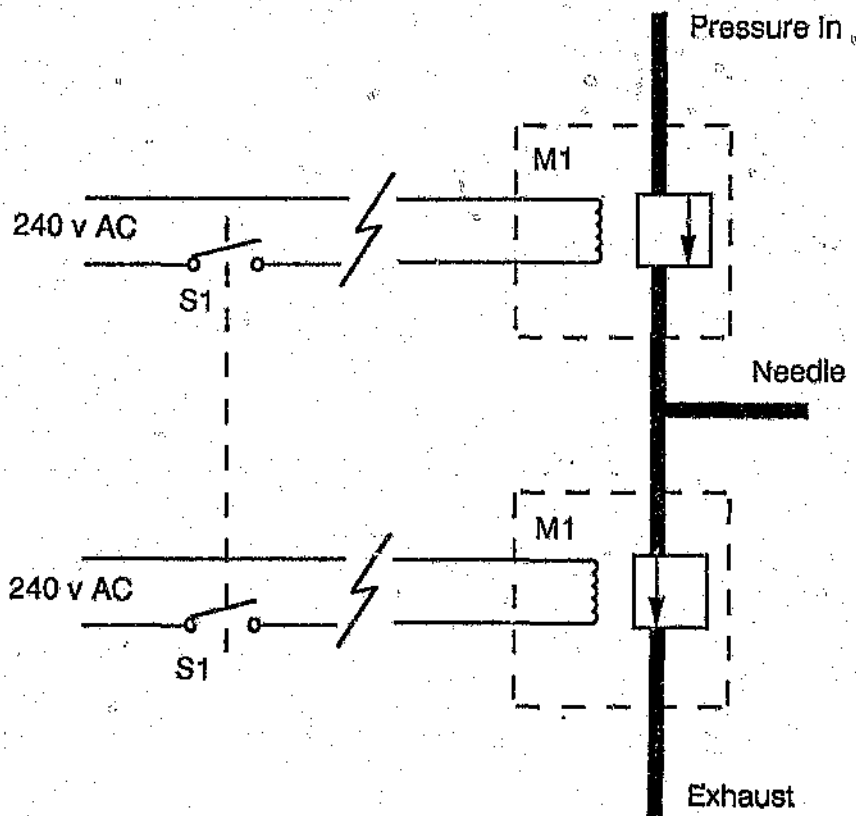 Pressure in
M1
240 v AC
S1
Needle
M1
240 v AC
S1
Exhaust